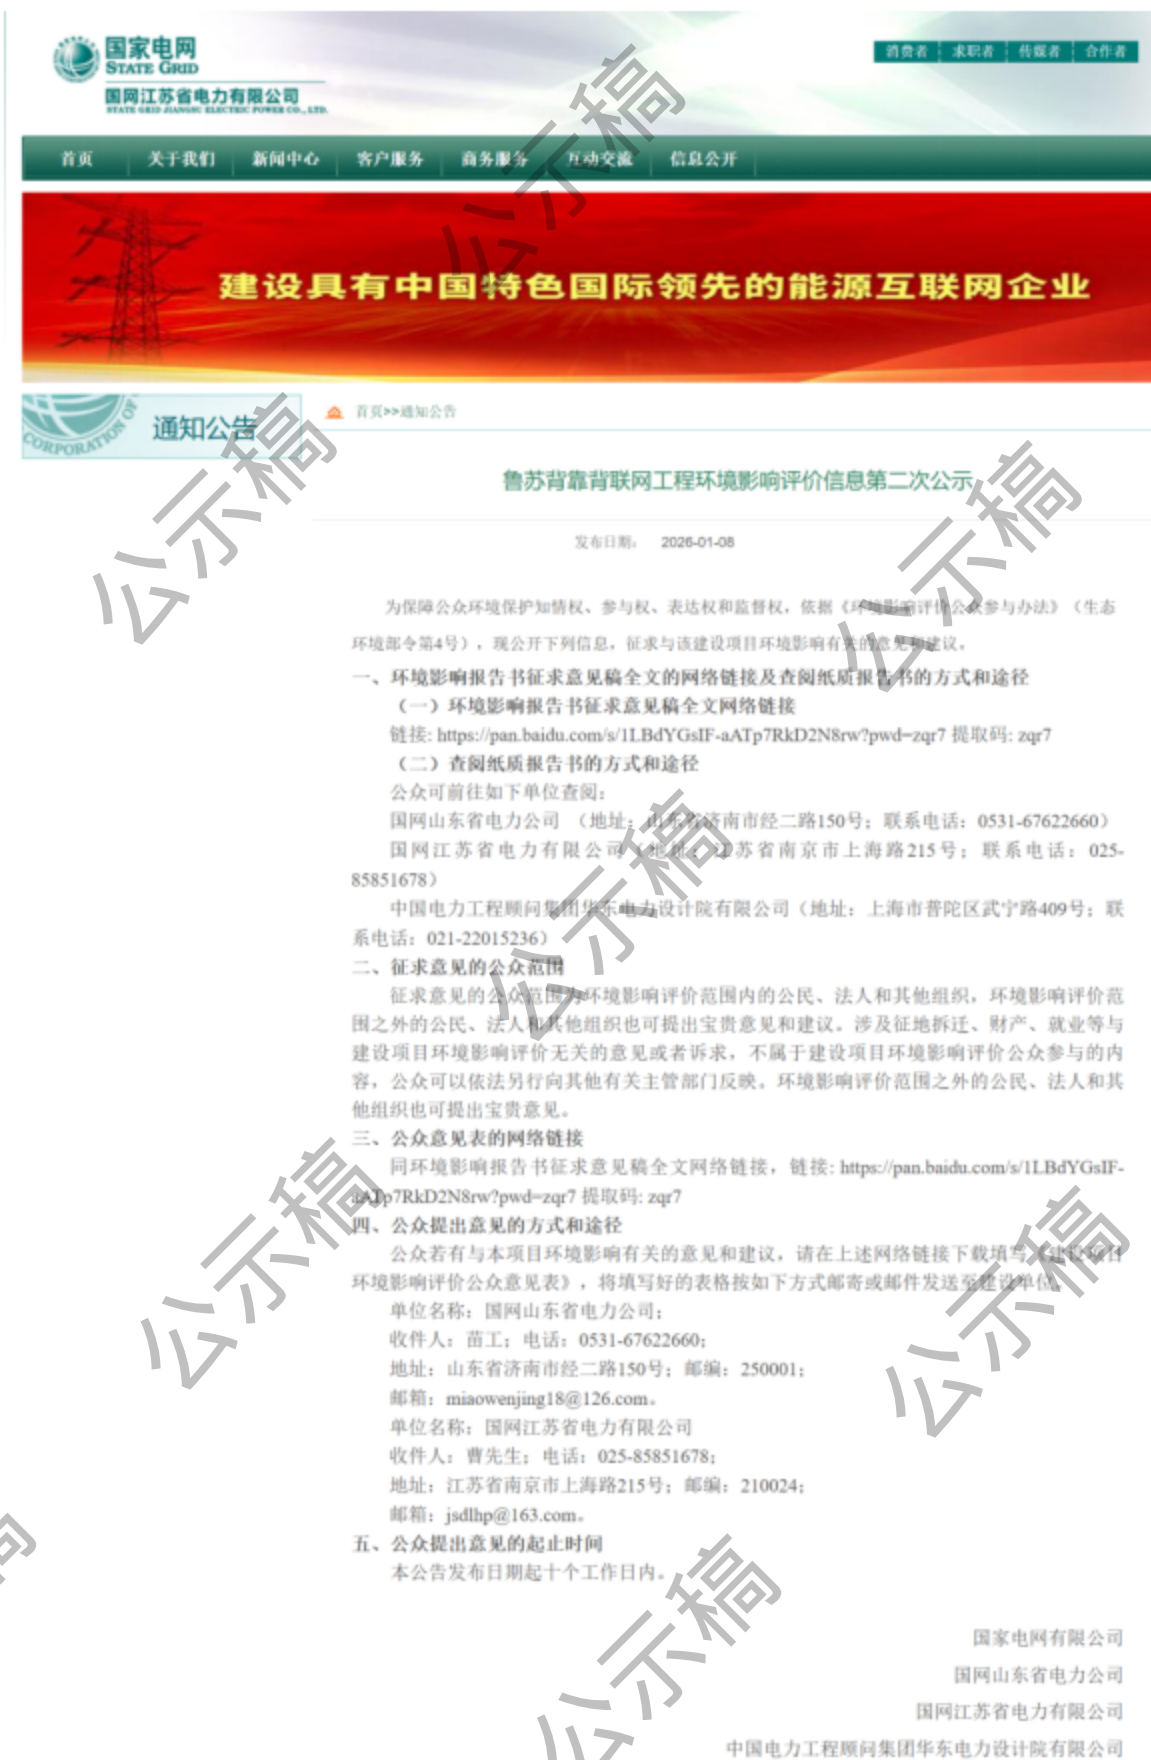 国家电网
STATE GRID
国网江苏省电力有限公司
STATE GRID JIANGSU ELECTRIC POWER CO., LTD.
消费者 求职者 传媒者 合作者
首页 关于我们 新闻中心 客户服务 商务服务 互动交流 信息公开
建设具有中国特色国际领先的能源互联网企业
CORPORATION OF
通知公告
首页>>通知公告
鲁苏背靠背联网工程环境影响评价信息第二次公示
发布日期： 2026-01-08
为保障公众环境保护知情权、参与权、表达权和监督权，依据《环境影响评价公众参与办法》（生态
环境部令第4号），现公开下列信息，征求与该建设项目环境影响有关的意见和建议。
一、环境影响报告书征求意见稿全文的网络链接及查阅纸质报告书的方式和途径
（一）环境影响报告书征求意见稿全文网络链接
链接: https://pan.baidu.com/s/1LBdYGsIF-aATp7RkD2N8rw?pwd=zqr7 提取码: zqr7
（二）查阅纸质报告书的方式和途径
公众可前往如下单位查阅：
国网山东省电力公司 （地址：山东省济南市经二路150号；联系电话：0531-67622660）
国网江苏省电力有限公司（地址：江苏省南京市上海路215号；联系电话：025-
85851678）
中国电力工程顾问集团华东电力设计院有限公司（地址：上海市普陀区武宁路409号；联
系电话：021-22015236）
二、征求意见的公众范围
征求意见的公众范围为环境影响评价范围内的公民、法人和其他组织，环境影响评价范
围之外的公民、法人和其他组织也可提出宝贵意见和建议。涉及征地拆迁、财产、就业等与
建设项目环境影响评价无关的意见或者诉求，不属于建设项目环境影响评价公众参与的内
容，公众可以依法另行向其他有关主管部门反映。环境影响评价范围之外的公民、法人和其
他组织也可提出宝贵意见。
三、公众意见表的网络链接
同环境影响报告书征求意见稿全文网络链接，链接: https://pan.baidu.com/s/1LBdYGsIF-
aATp7RkD2N8rw?pwd=zqr7 提取码: zqr7
四、公众提出意见的方式和途径
公众若有与本项目环境影响有关的意见和建议，请在上述网络链接下载填写《建设项目
环境影响评价公众意见表》，将填写好的表格按如下方式邮寄或邮件发送至建设单位。
单位名称：国网山东省电力公司；
收件人：苗工；电话：0531-67622660；
地址：山东省济南市经二路150号；邮编：250001；
邮箱：miaowenjing18@126.com。
单位名称：国网江苏省电力有限公司
收件人：曹先生；电话：025-85851678；
地址：江苏省南京市上海路215号；邮编：210024；
邮箱：jsdlhp@163.com。
五、公众提出意见的起止时间
本公告发布日期起十个工作日内。
国家电网有限公司
国网山东省电力公司
国网江苏省电力有限公司
中国电力工程顾问集团华东电力设计院有限公司
公示稿
公示稿
公示稿
公示稿
公示稿
公示稿
稿
公示稿